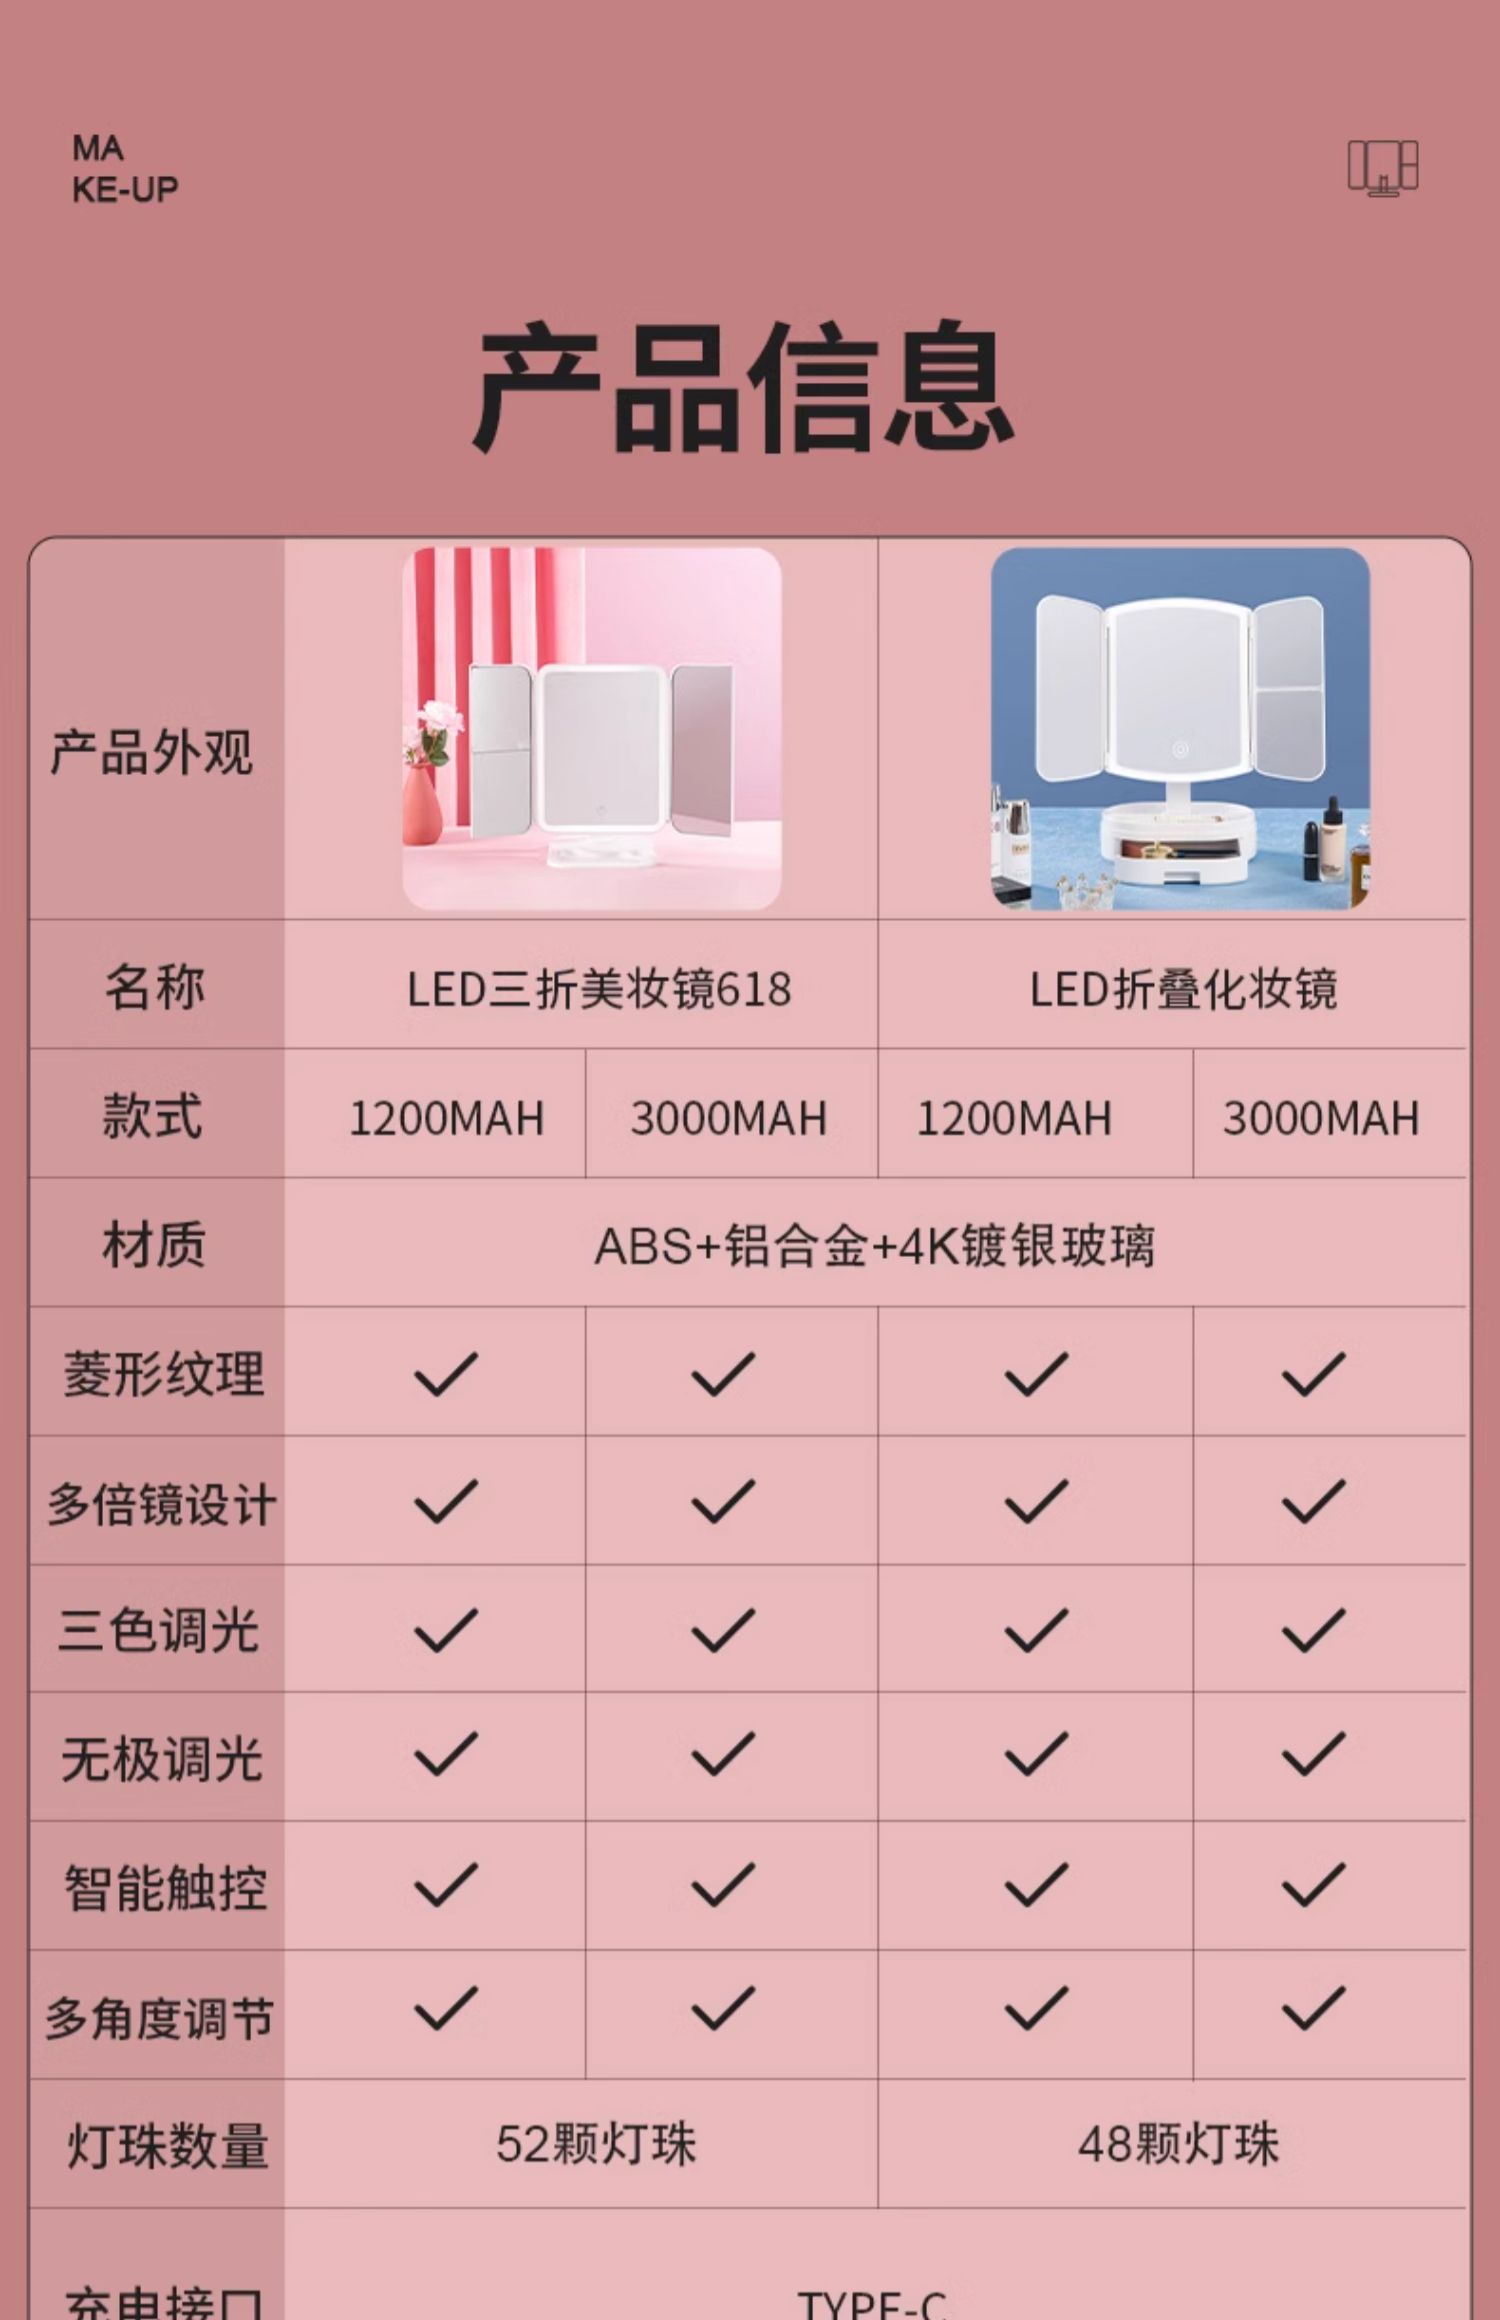 MA
KE-UP
产品信息
产品外观
名称 LED三折美妆镜618 LED折叠化妆镜
款式 1200MAH 3000MAH 1200MAH 3000MAH
材质 ABS+铝合金+4K镀银玻璃
菱形纹理
多倍镜设计
三色调光
无极调光
智能触控
多角度调节
灯珠数量 52颗灯珠 48颗灯珠
充电接口 TYPE-C